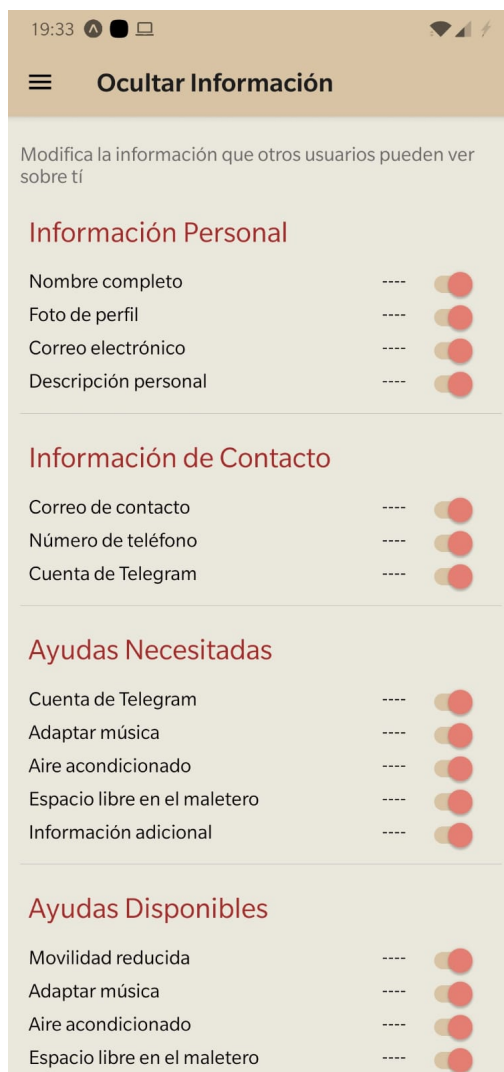 19:33
Ocultar Información
Modifica la información que otros usuarios pueden ver
sobre tí
Información Personal
Nombre completo ----
Foto de perfil ----
Correo electrónico ----
Descripción personal ----
Información de Contacto
Correo de contacto ----
Número de teléfono ----
Cuenta de Telegram ----
Ayudas Necesitadas
Cuenta de Telegram ----
Adaptar música ----
Aire acondicionado ----
Espacio libre en el maletero ----
Información adicional ----
Ayudas Disponibles
Movilidad reducida ----
Adaptar música ----
Aire acondicionado ----
Espacio libre en el maletero ----